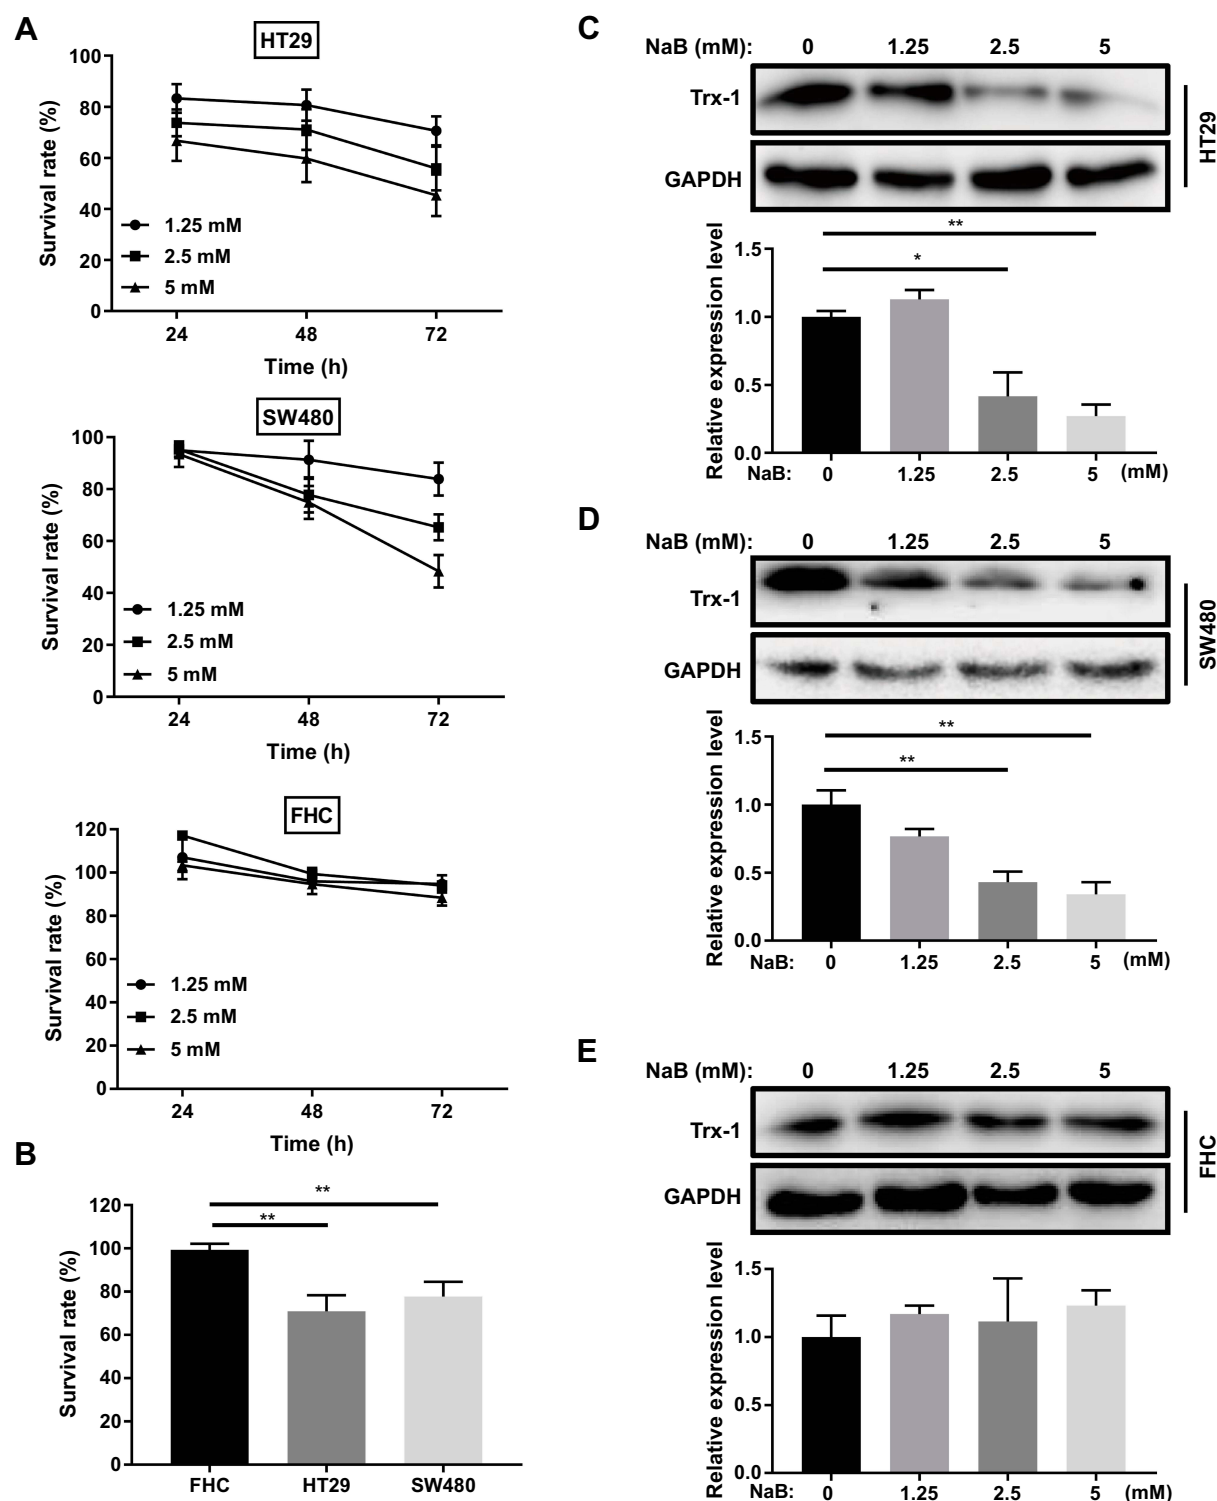 A
HT29
Survival rate (%)
100
80
60
40
20
0
1.25 mM
2.5 mM
5 mM
24 48 72
Time (h)
SW480
Survival rate (%)
100
80
60
40
20
0
1.25 mM
2.5 mM
5 mM
24 48 72
Time (h)
FHC
Survival rate (%)
120
100
80
60
40
20
0
1.25 mM
2.5 mM
5 mM
24 48 72
Time (h)
B
Survival rate (%)
120
100
80
60
40
20
0
**
**
FHC HT29 SW480
C
NaB (mM): 0 1.25 2.5 5
Trx-1
GAPDH
HT29
Relative expression level
1.5
1.0
0.5
0.0
**
*
NaB: 0 1.25 2.5 5 (mM)
D
NaB (mM): 0 1.25 2.5 5
Trx-1
GAPDH
SW480
Relative expression level
1.5
1.0
0.5
0.0
**
**
NaB: 0 1.25 2.5 5 (mM)
E
NaB (mM): 0 1.25 2.5 5
Trx-1
GAPDH
FHC
Relative expression level
1.5
1.0
0.5
0.0
NaB: 0 1.25 2.5 5 (mM)